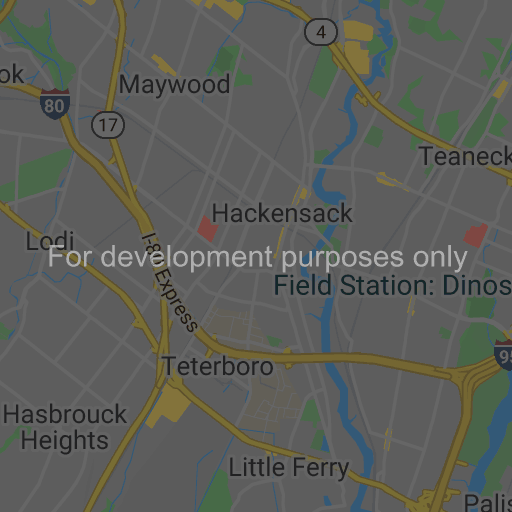 4
ok
Maywood
80
17
Teaneck
Hackensack
Lodi
I-80 Express
For development purposes only
Field Station: Dinos
95
Teterboro
Hasbrouck
Heights
Little Ferry
Palis